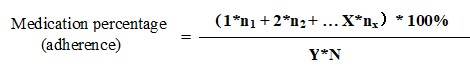 Medication percentage
(adherence)
=
(1*n₁ + 2*n₂+ … X*nₓ) * 100%
Y*N